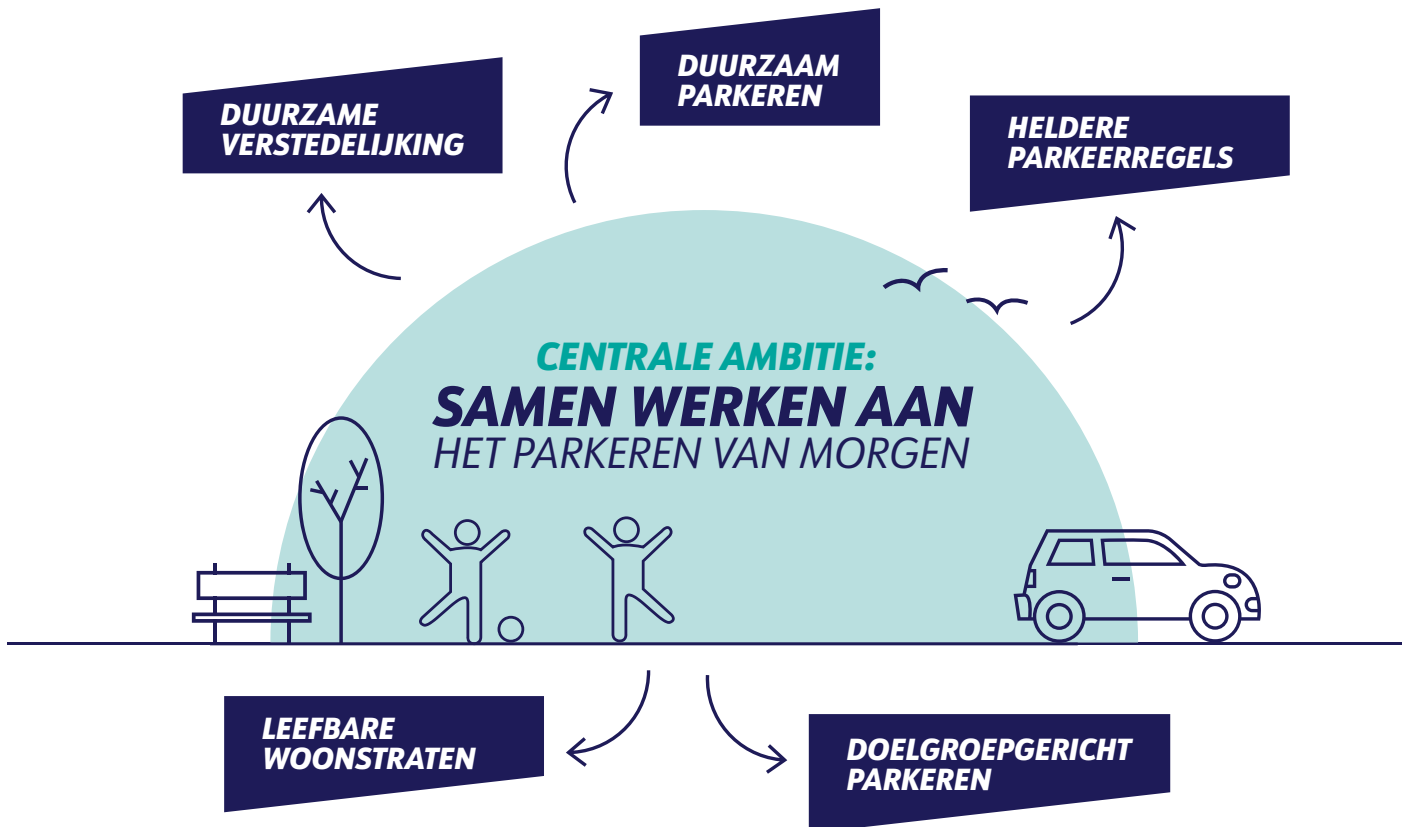 DUURZAAM
PARKEREN
DUURZAME
VERSTEDELIJKING
HELDERE
PARKEERREGELS
CENTRALE AMBITIE:
SAMEN WERKEN AAN
HET PARKEREN VAN MORGEN
LEEFBARE
WOONSTRATEN
DOELGROEPGERICHT
PARKEREN